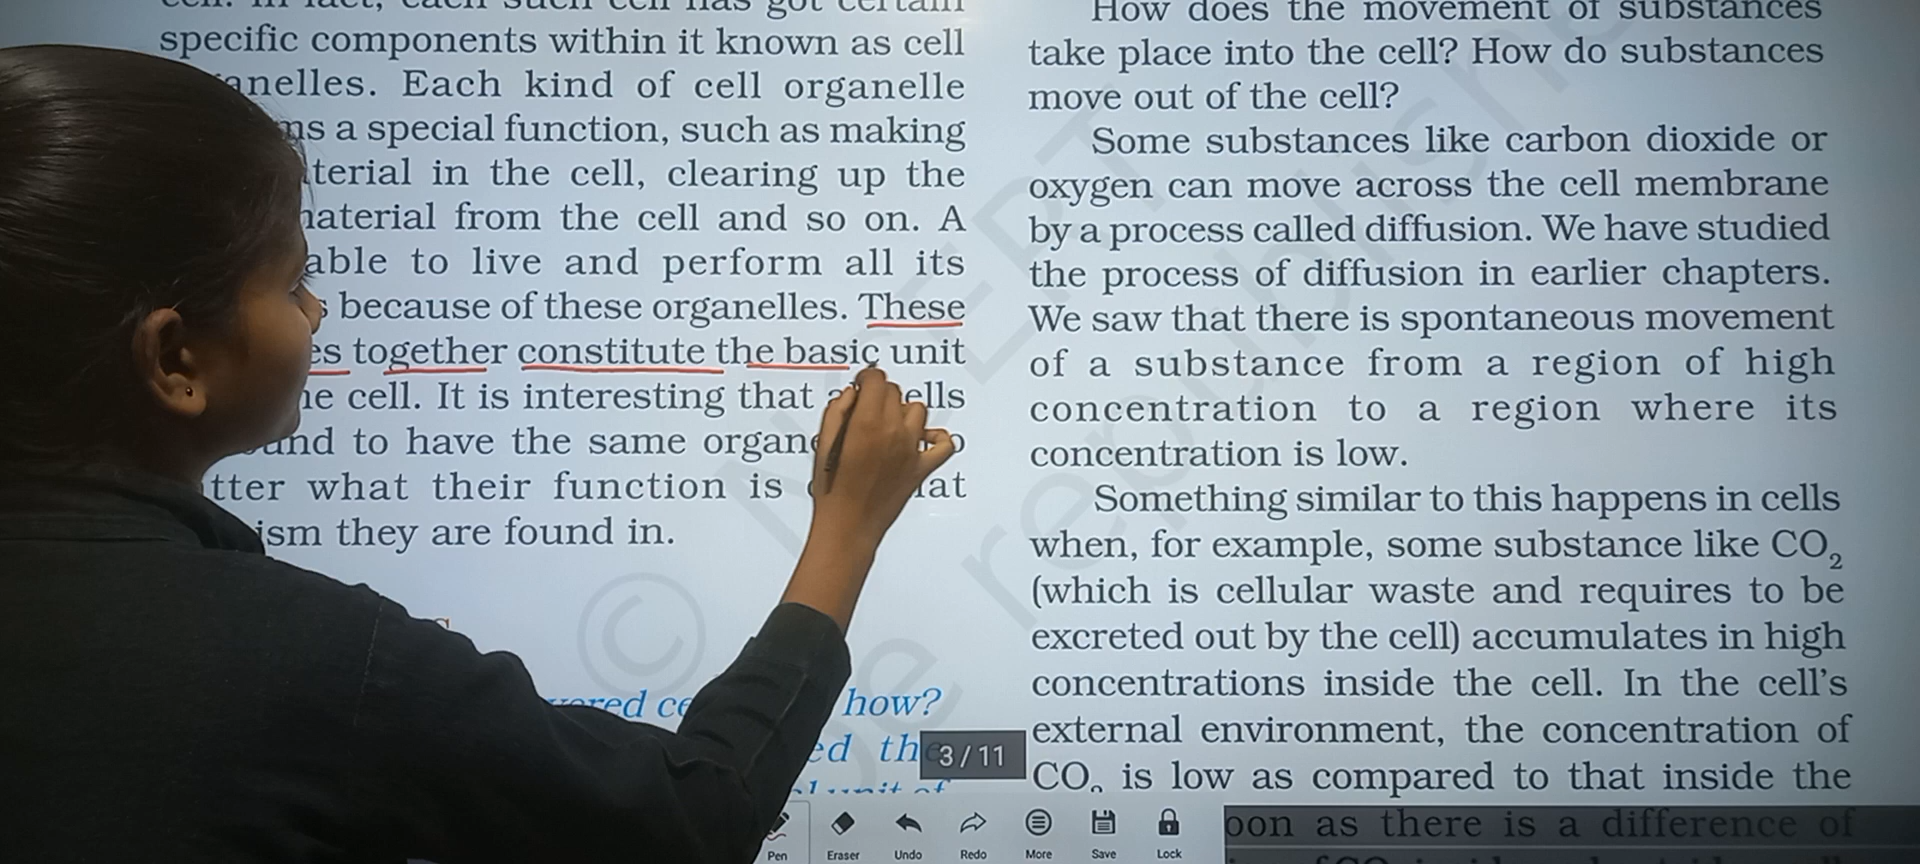 specific components within it known as cell
Each kind of cell organelle
a special function, such as making
in the cell, clearing up the
from the cell and so on. A
able to live and perform all its
because of these organelles. These
together constitute the basic unit
cell. It is interesting that
to have the same
what their function is
they are found in.
how?
How does the movement of substances
take place into the cell? How do substances
move out of the cell?
Some substances like carbon dioxide or
oxygen can move across the cell membrane
by a process called diffusion. We have studied
the process of diffusion in earlier chapters.
We saw that there is spontaneous movement
of a substance from a region of high
concentration to a region where its
concentration is low.
Something similar to this happens in cells
when, for example, some substance like CO₂
(which is cellular waste and requires to be
excreted out by the cell) accumulates in high
concentrations inside the cell. In the cell's
external environment, the concentration of
CO₂ is low as compared to that inside the
as there is a difference of
3/11
Pen Eraser Undo Redo More Save Lock